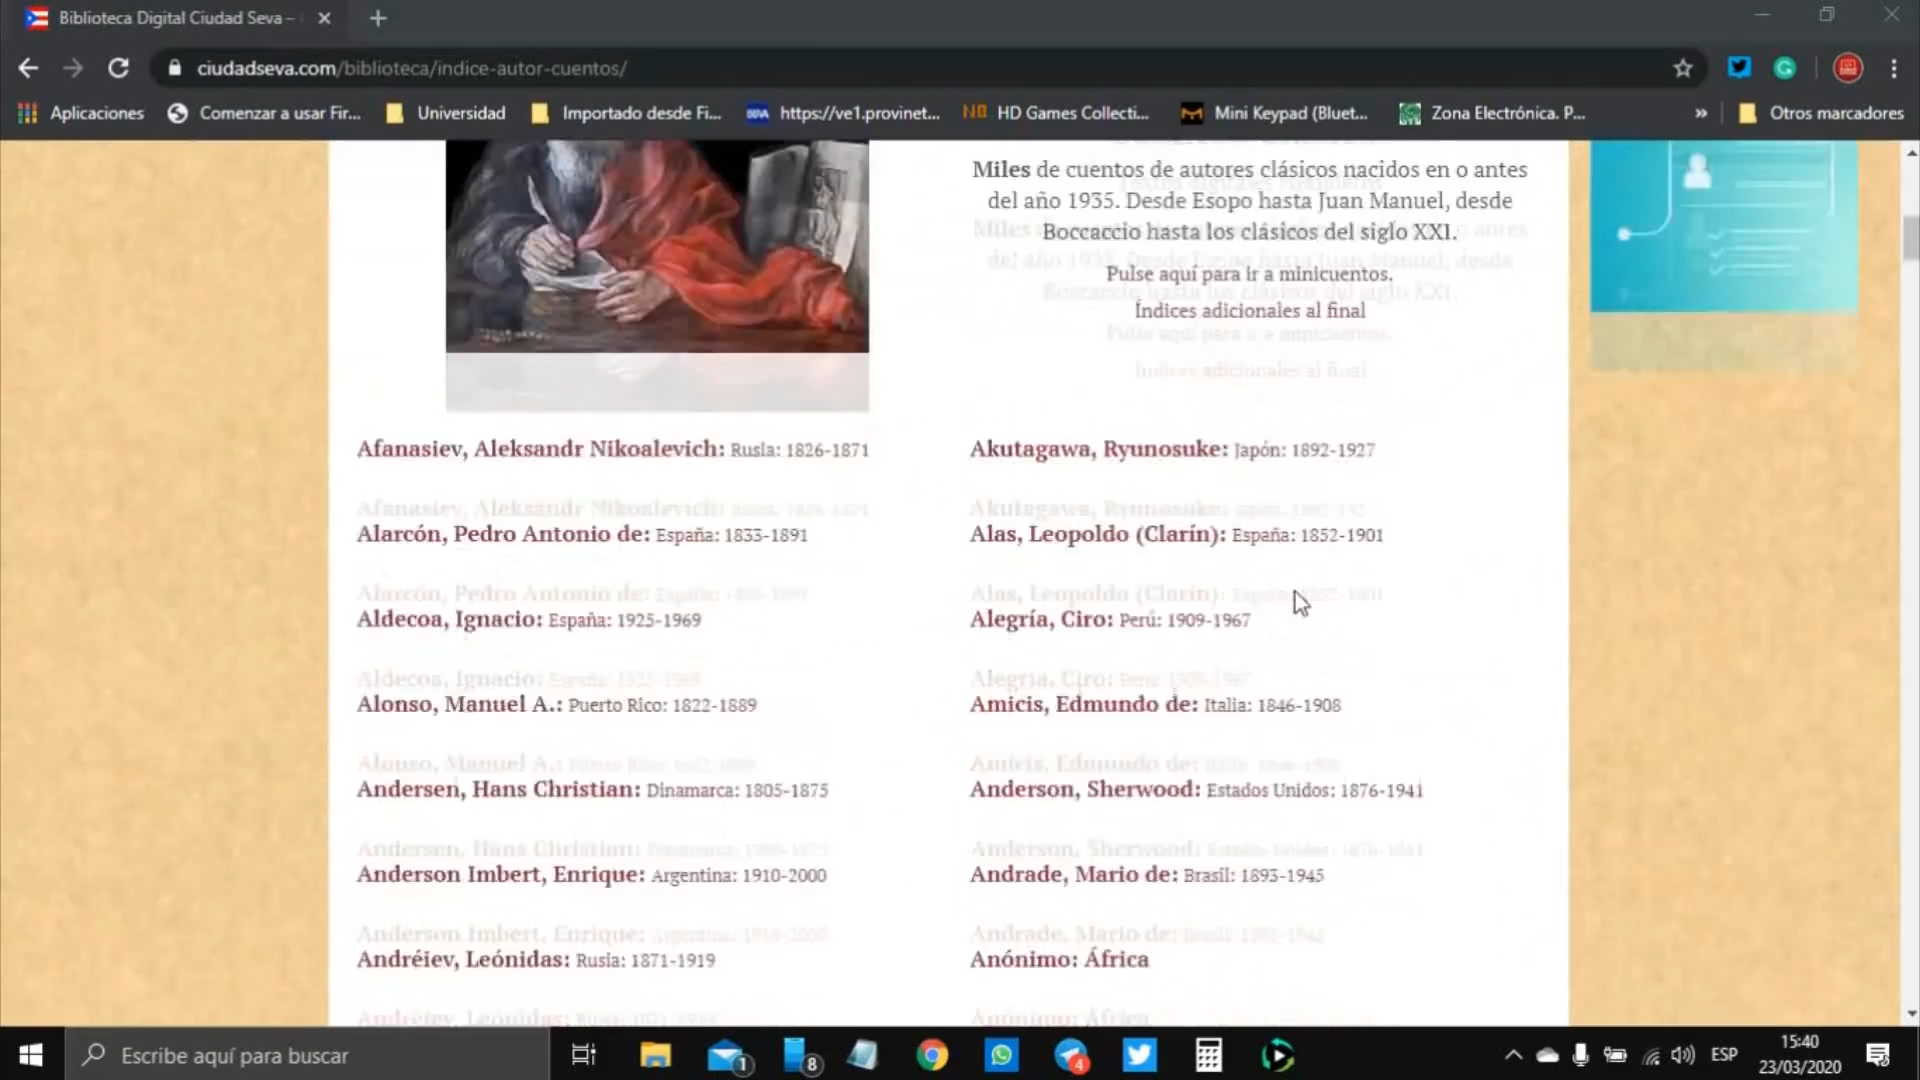 Biblioteca Digital Ciudad Seva –
ciudadseva.com/biblioteca/indice-autor-cuentos/
Aplicaciones
Comenzar a usar Fir...
Universidad
Importado desde Fi...
BBVA
https://ve1.provinet...
HD Games Collecti...
Mini Keypad (Bluet...
Zona Electrónica. P...
»
Otros marcadores
Miles de cuentos de autores clásicos nacidos en o antes
del año 1935. Desde Esopo hasta Juan Manuel, desde
Boccaccio hasta los clásicos del siglo XXI.
Pulse aquí para ir a minicuentos.
Índices adicionales al final
Afanasiev, Aleksandr Nikoalevich: Rusia: 1826-1871
Akutagawa, Ryunosuke: Japón: 1892-1927
Alarcón, Pedro Antonio de: España: 1833-1891
Alas, Leopoldo (Clarín): España: 1852-1901
Aldecoa, Ignacio: España: 1925-1969
Alegría, Ciro: Perú: 1909-1967
Alonso, Manuel A.: Puerto Rico: 1822-1889
Amicis, Edmundo de: Italia: 1846-1908
Andersen, Hans Christian: Dinamarca: 1805-1875
Anderson, Sherwood: Estados Unidos: 1876-1941
Anderson Imbert, Enrique: Argentina: 1910-2000
Andrade, Mario de: Brasil: 1893-1945
Andréiev, Leónidas: Rusia: 1871-1919
Anónimo: África
Escribe aquí para buscar
1
8
4
ESP
15:40
23/03/2020